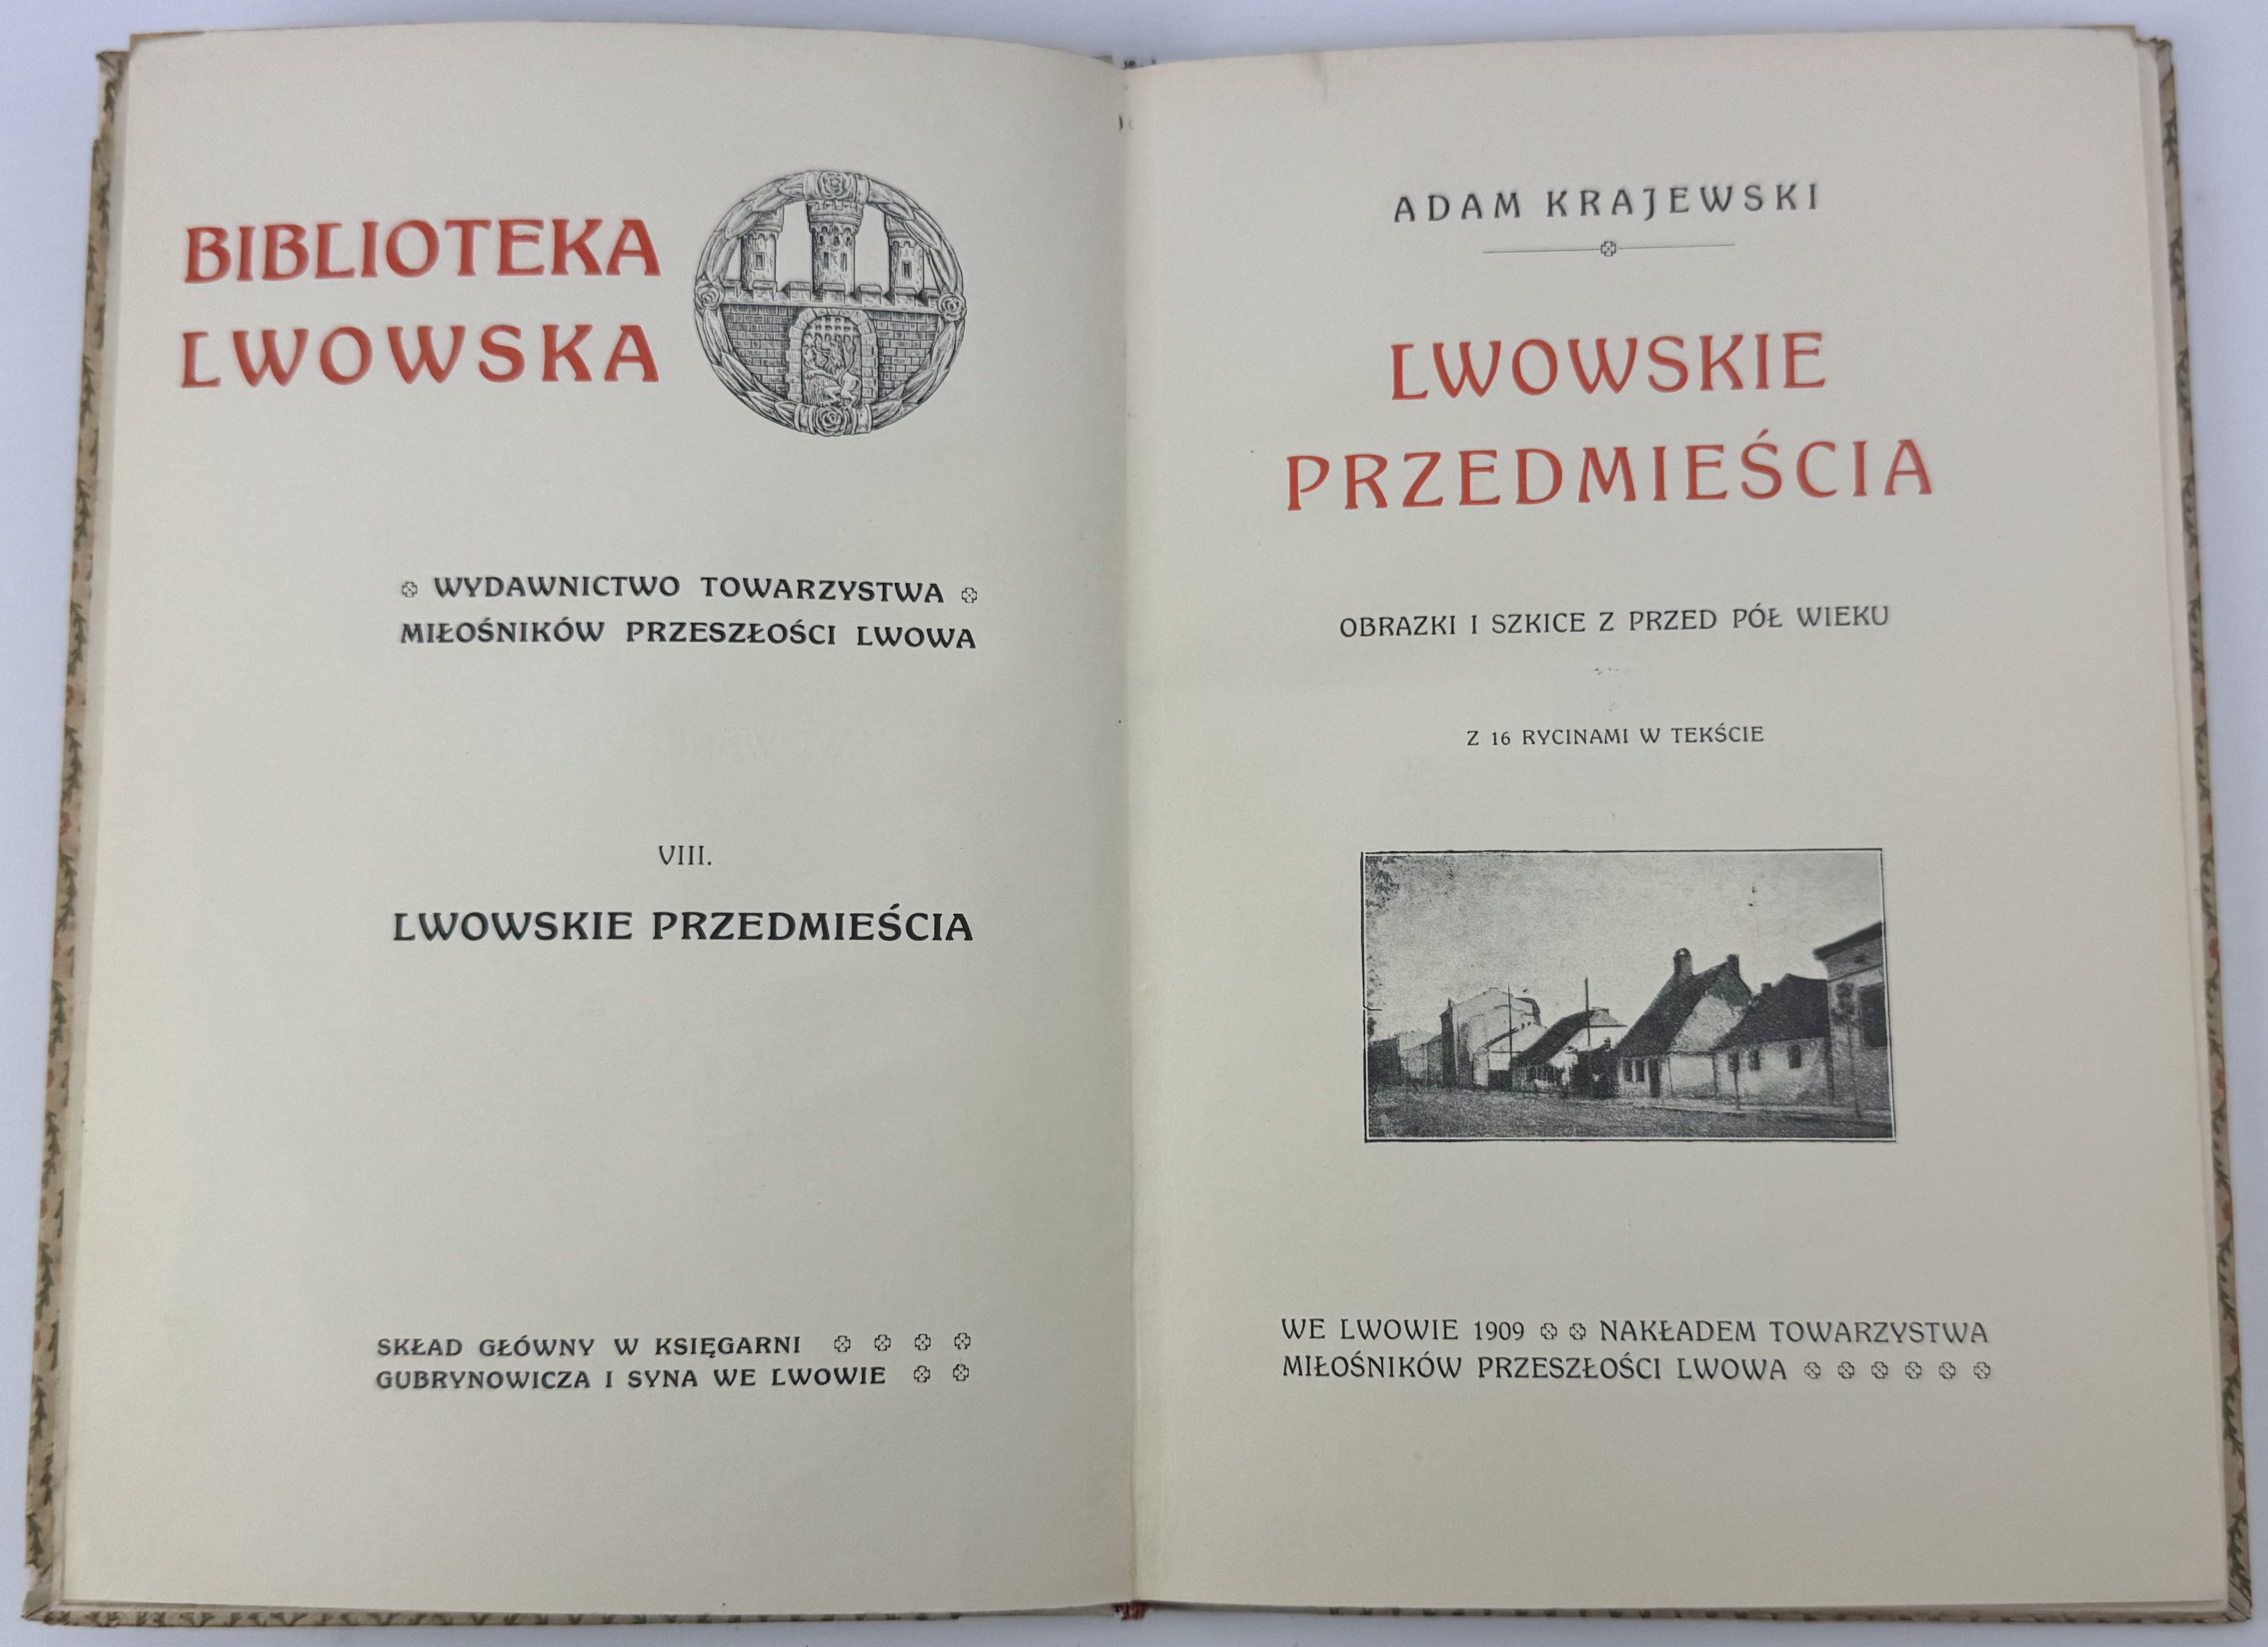 BIBLIOTEKA
LWOWSKA
WYDAWNICTWO TOWARZYSTWA
MIŁOŚNIKÓW PRZESZŁOŚCI LWOWA
VIII.
LWOWSKIE PRZEDMIEŚCIA
SKŁAD GŁÓWNY W KSIĘGARNI
GUBRYNOWICZA I SYNA WE LWOWIE
ADAM KRAJEWSKI
LWOWSKIE
PRZEDMIEŚCIA
OBRAZKI I SZKICE Z PRZED PÓŁ WIEKU
Z 16 RYCINAMI W TEKŚCIE
WE LWOWIE 1909 NAKŁADEM TOWARZYSTWA
MIŁOŚNIKÓW PRZESZŁOŚCI LWOWA